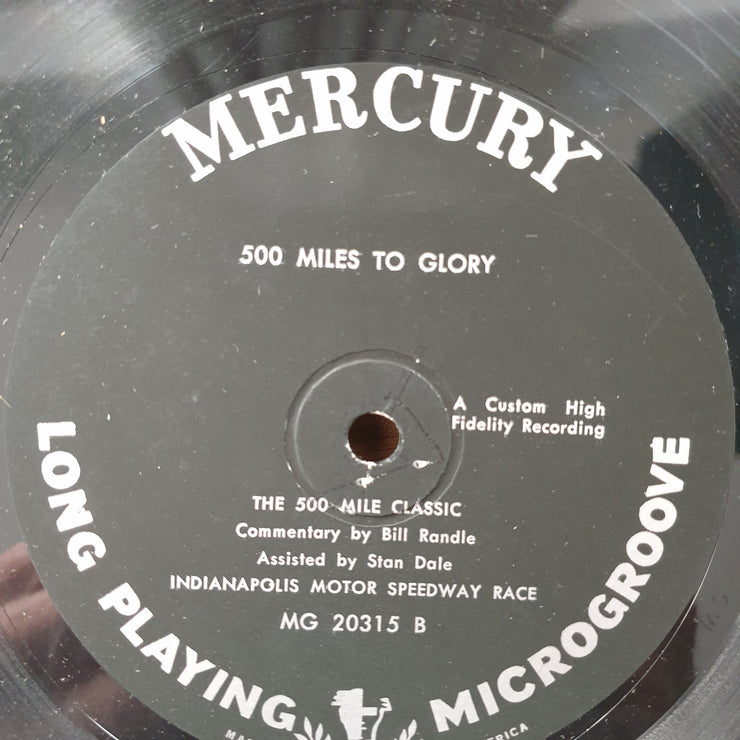 MERCURY
500 MILES TO GLORY
A Custom High
Fidelity Recording
THE 500 MILE CLASSIC
Commentary by Bill Randle
Assisted by Stan Dale
INDIANAPOLIS MOTOR SPEEDWAY RACE
MG 20315 B
LONG PLAYING MICROGROOVE